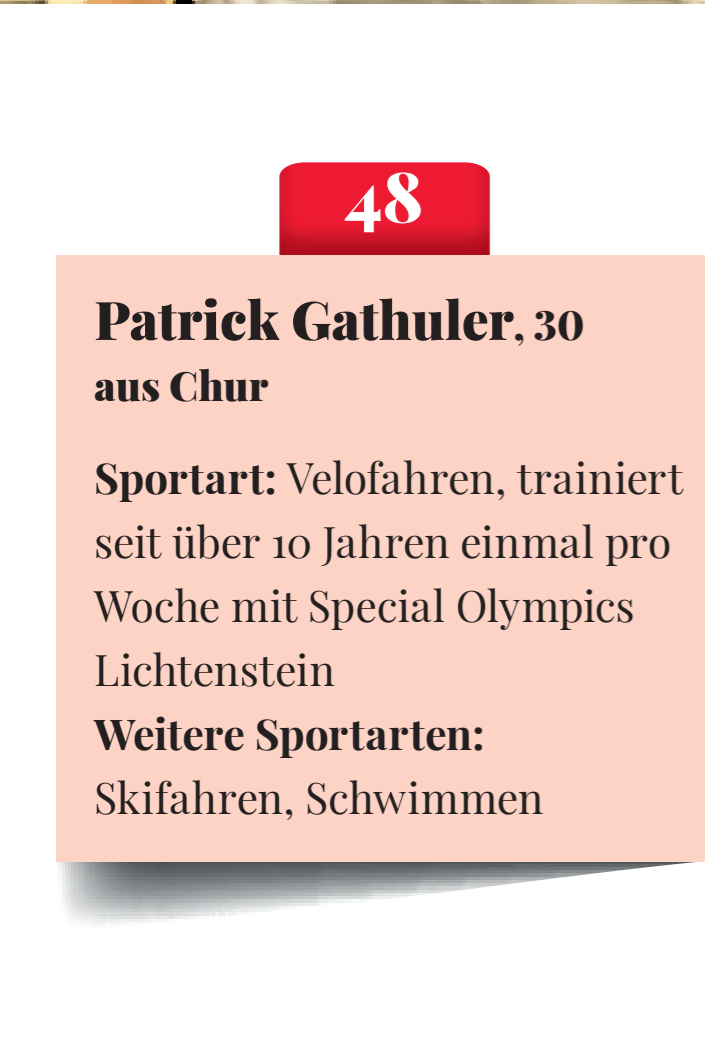 48
Patrick Gathuler, 30
aus Chur
Sportart: Velofahren, trainiert
seit über 10 Jahren einmal pro
Woche mit Special Olympics
Lichtenstein
Weitere Sportarten:
Skifahren, Schwimmen